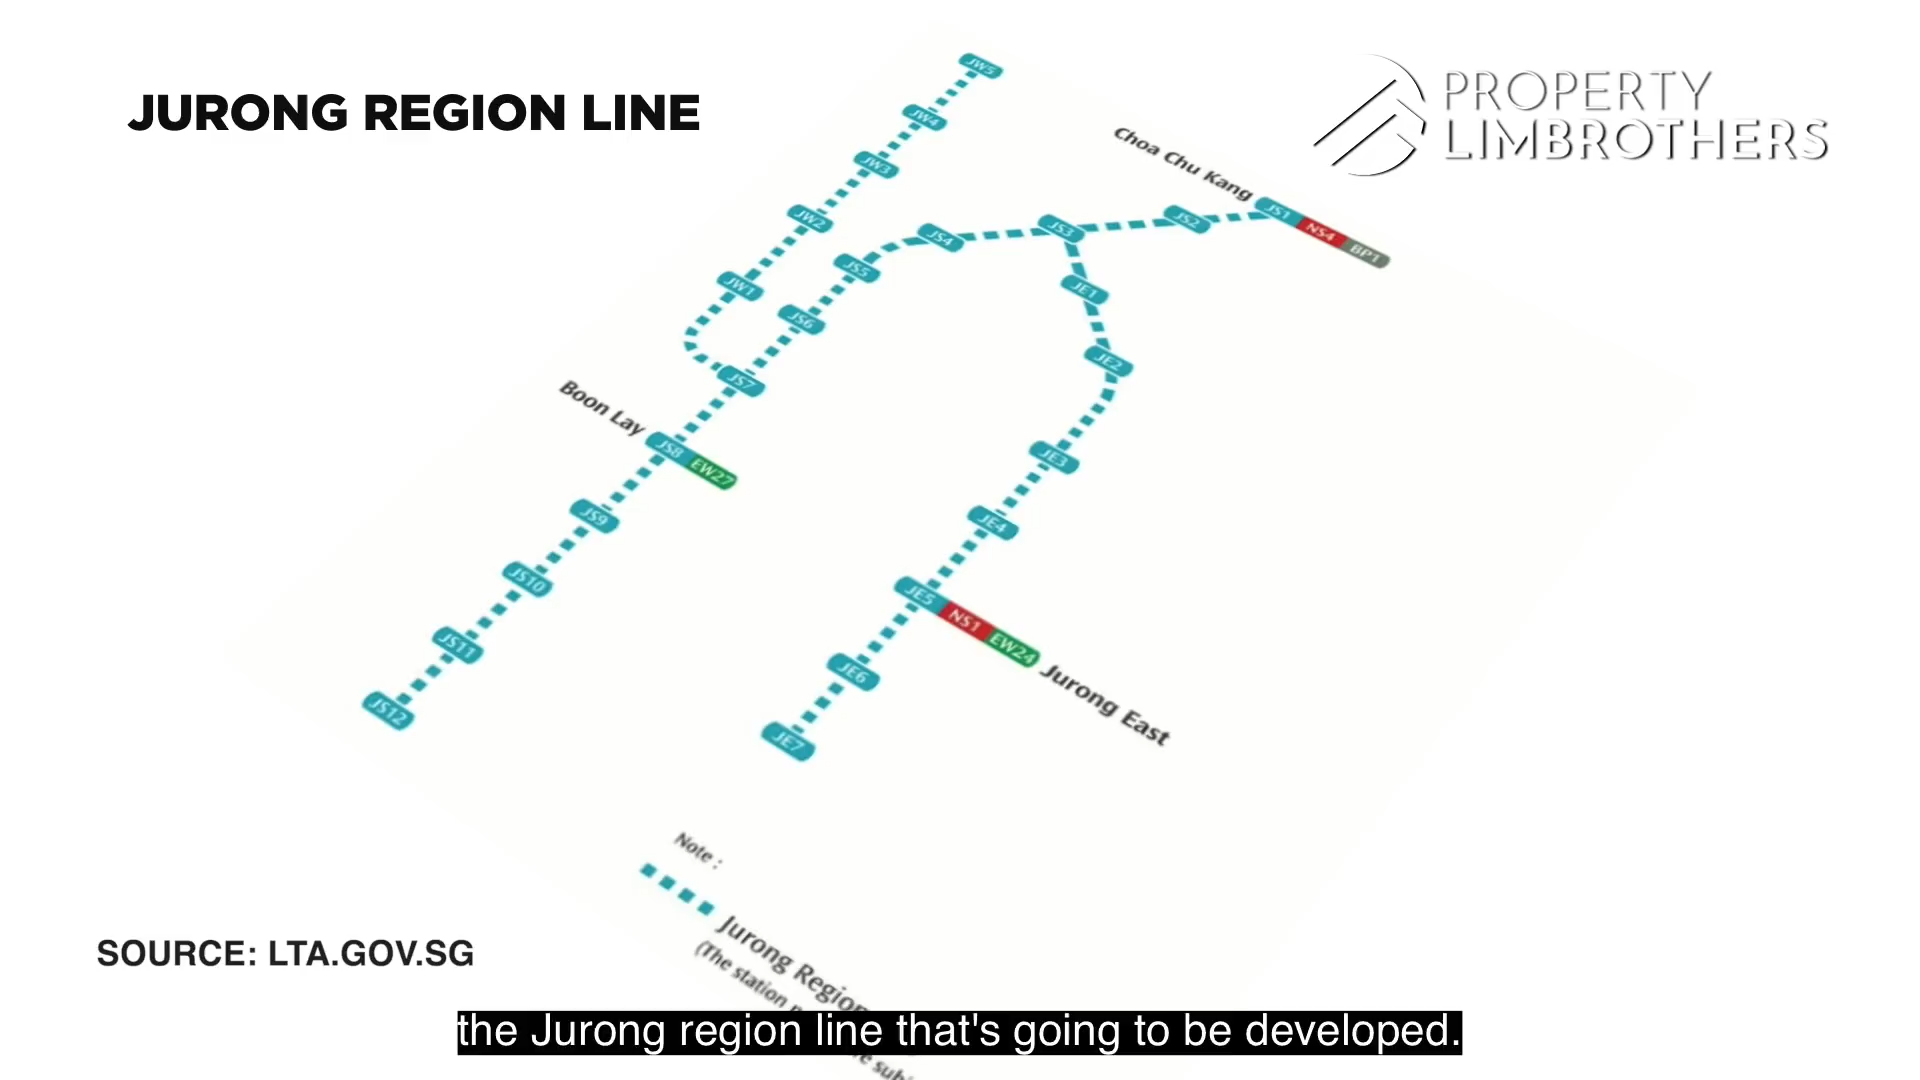 JURONG REGION LINE
PROPERTY
LIMBROTHERS
JW5
JW4
JW3
JW2
JW1
Choa Chu Kang
JS1 NS4 BP1
JS2
JS3
JS4
JS5
JS6
JS7
JE1
JE2
JE3
JE4
Boon Lay
JS8 EW27
JS9
JS10
JS11
JS12
JE5 NS1 EW24
Jurong East
JE6
JE7
Note :
Jurong Region
(The station
SOURCE: LTA.GOV.SG
the Jurong region line that's going to be developed.